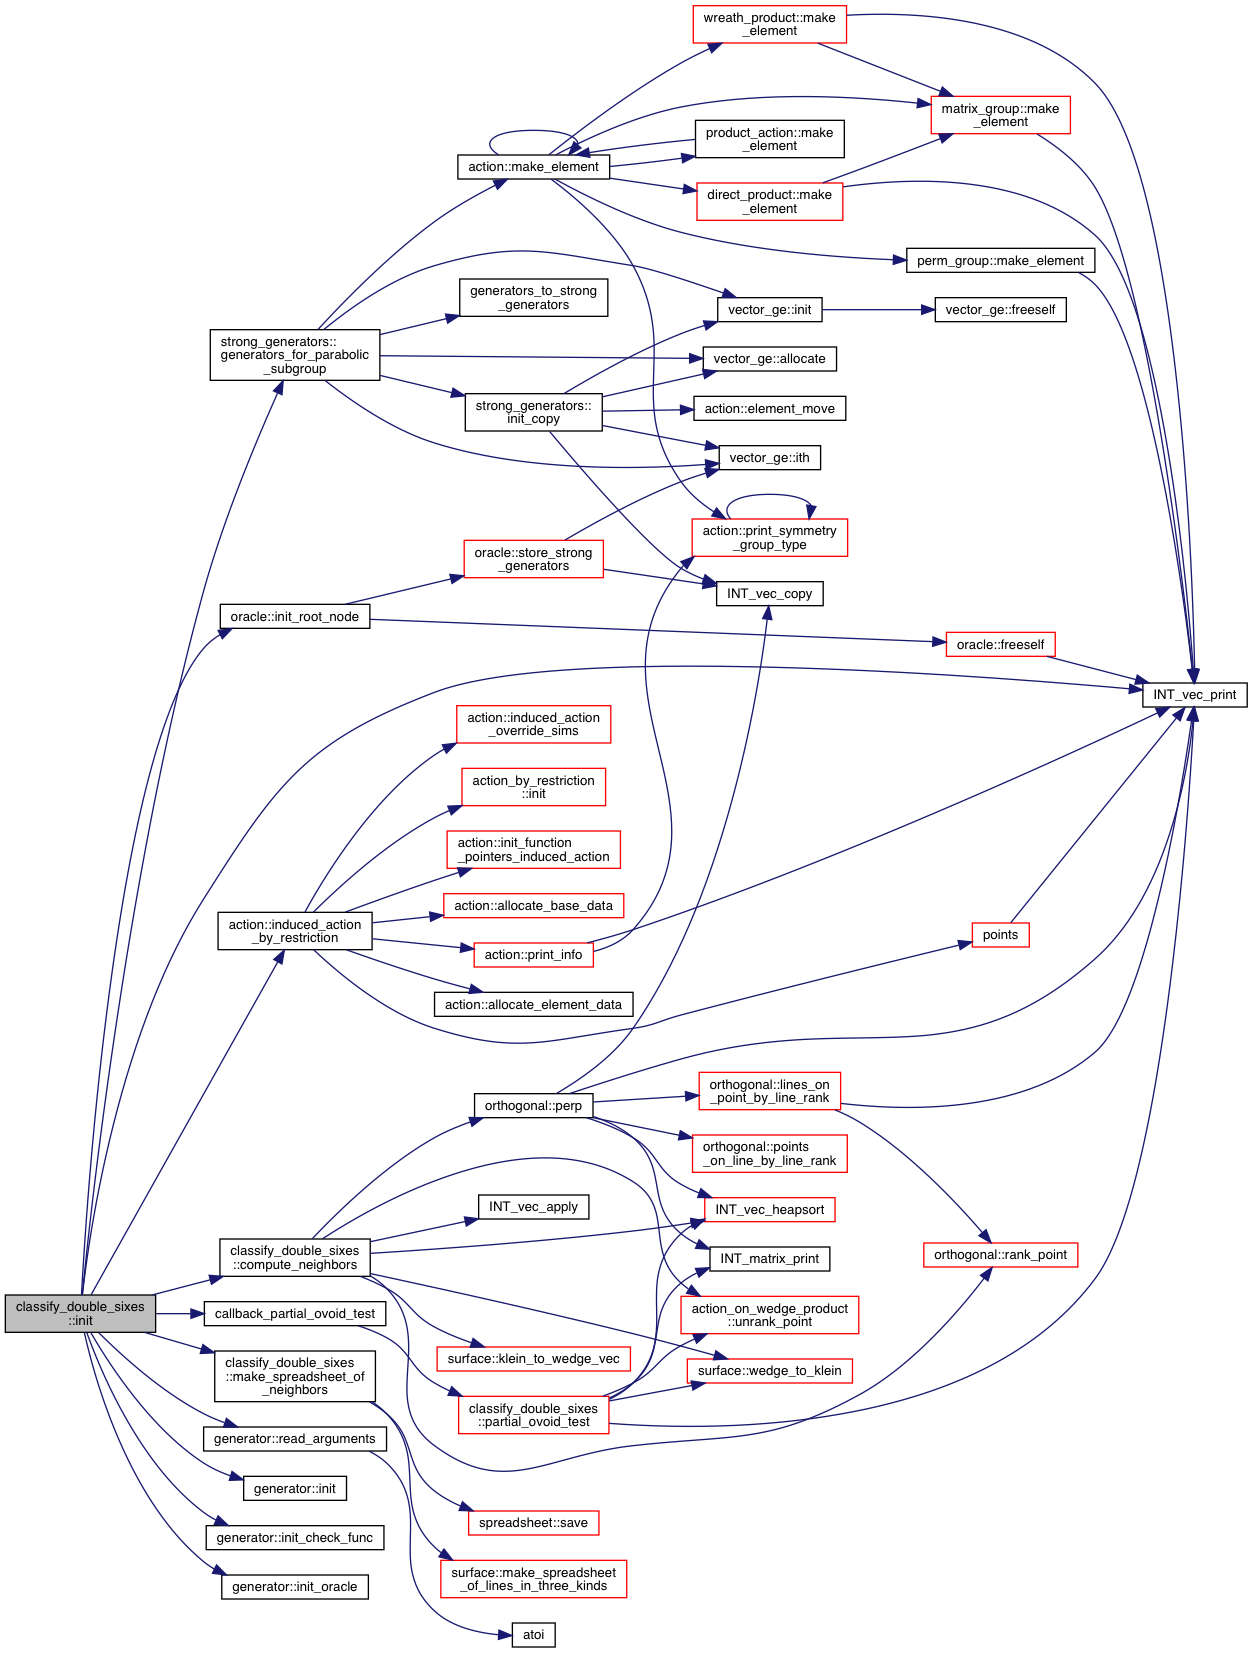 wreath_product::make
_element
matrix_group::make
_element
product_action::make
_element
action::make_element
direct_product::make
_element
perm_group::make_element
generators_to_strong
_generators
vector_ge::init
vector_ge::freeself
strong_generators::
generators_for_parabolic
_subgroup
vector_ge::allocate
strong_generators::
init_copy
action::element_move
vector_ge::ith
action::print_symmetry
_group_type
oracle::store_strong
_generators
INT_vec_copy
oracle::init_root_node
oracle::freeself
INT_vec_print
action::induced_action
_override_sims
action_by_restriction
::init
action::init_function
_pointers_induced_action
action::allocate_base_data
action::induced_action
_by_restriction
points
action::print_info
action::allocate_element_data
orthogonal::perp
orthogonal::lines_on
_point_by_line_rank
orthogonal::points
_on_line_by_line_rank
INT_vec_apply
INT_vec_heapsort
classify_double_sixes
::compute_neighbors
INT_matrix_print
orthogonal::rank_point
classify_double_sixes
::init
callback_partial_ovoid_test
action_on_wedge_product
::unrank_point
surface::klein_to_wedge_vec
surface::wedge_to_klein
classify_double_sixes
::make_spreadsheet_of
_neighbors
classify_double_sixes
::partial_ovoid_test
generator::read_arguments
generator::init
spreadsheet::save
generator::init_check_func
surface::make_spreadsheet
_of_lines_in_three_kinds
generator::init_oracle
atoi